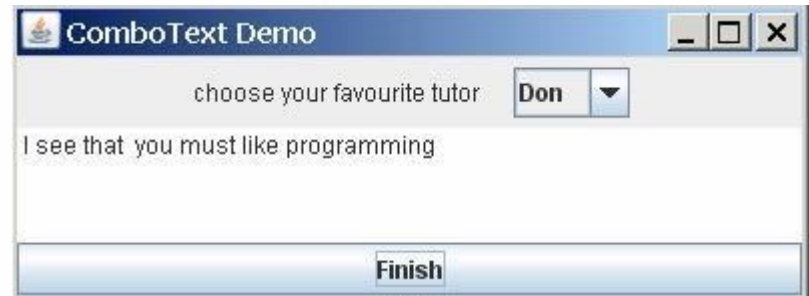 ComboText Demo
choose your favourite tutor Don
I see that you must like programming
Finish